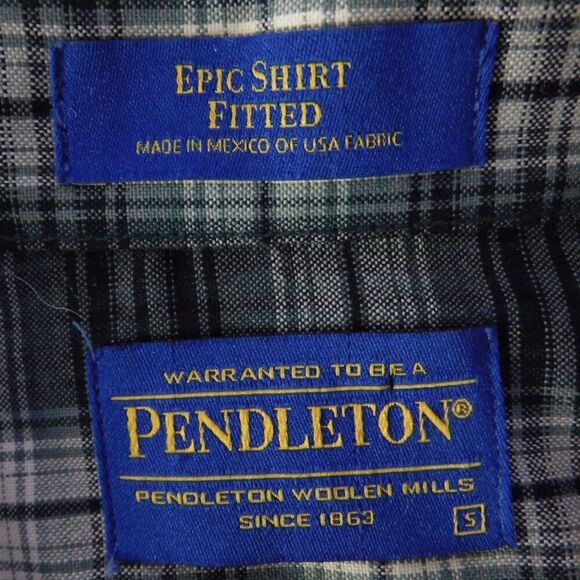 EPIC SHIRT
FITTED
MADE IN MEXICO OF USA FABRIC
WARRANTED TO BE A
PENDLETON®
PENDLETON WOOLEN MILLS
SINCE 1863 S